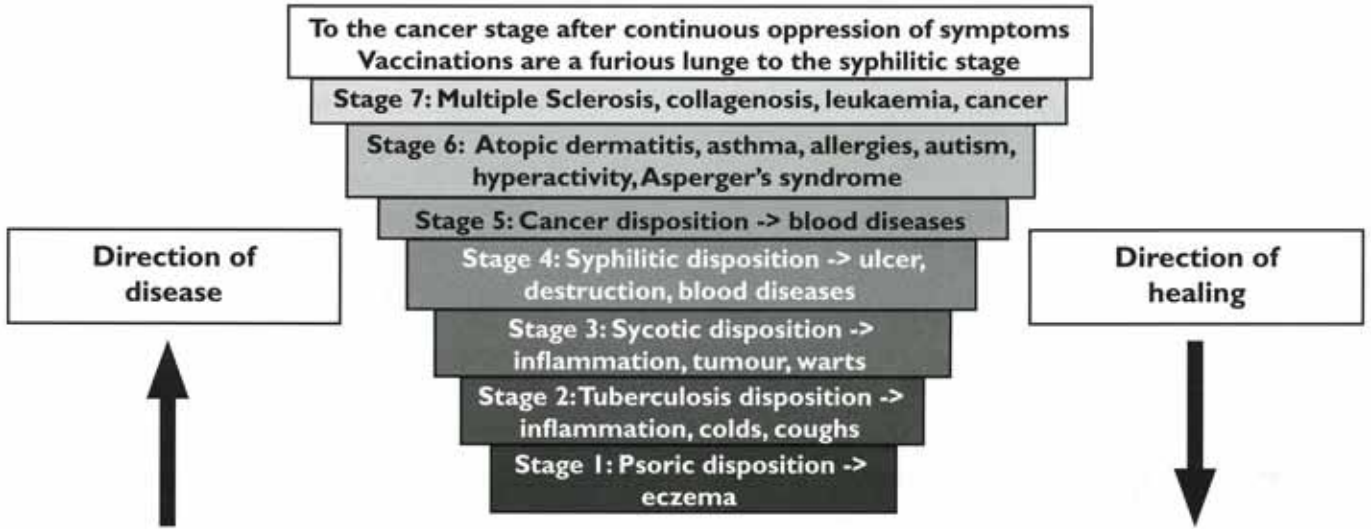 To the cancer stage after continuous oppression of symptoms
Vaccinations are a furious lunge to the syphilitic stage
Stage 7: Multiple Sclerosis, collagenosis, leukaemia, cancer
Stage 6: Atopic dermatitis, asthma, allergies, autism,
hyperactivity, Asperger's syndrome
Stage 5: Cancer disposition -> blood diseases
Direction of
disease
Stage 4: Syphilitic disposition -> ulcer,
destruction, blood diseases
Direction of
healing
Stage 3: Sycotic disposition ->
inflammation, tumour, warts
Stage 2: Tuberculosis disposition ->
inflammation, colds, coughs
Stage 1: Psoric disposition ->
eczema